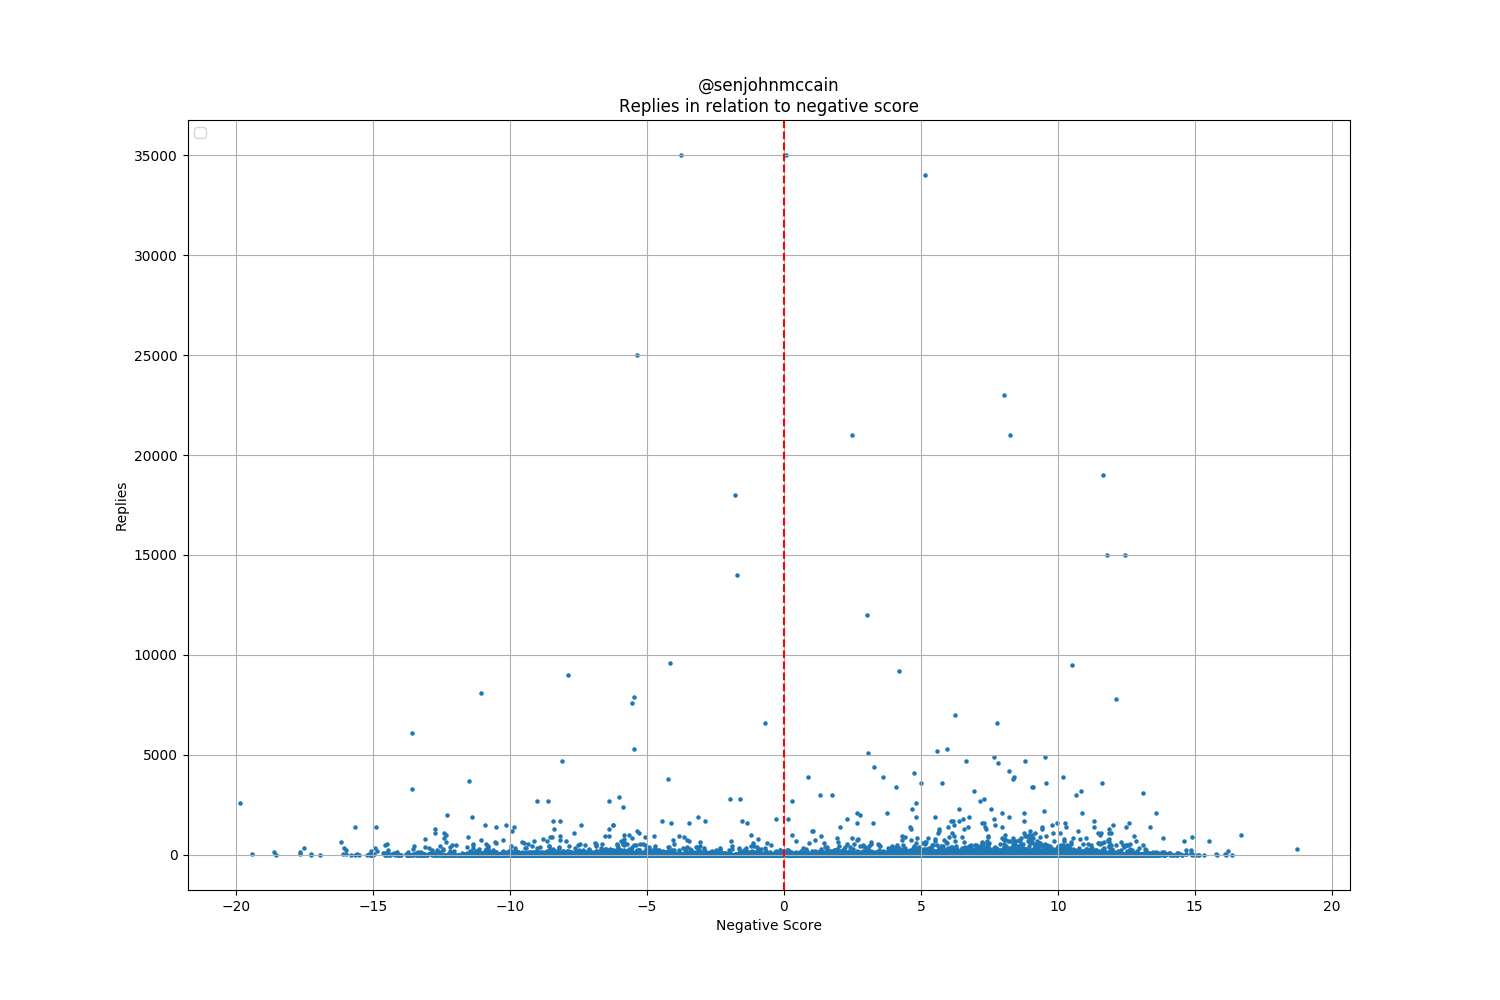 @senjohnmccain
Replies in relation to negative score
35000
30000
25000
20000
15000
10000
5000
0
Replies
−20 −15 −10 −5 0 5 10 15 20
Negative Score